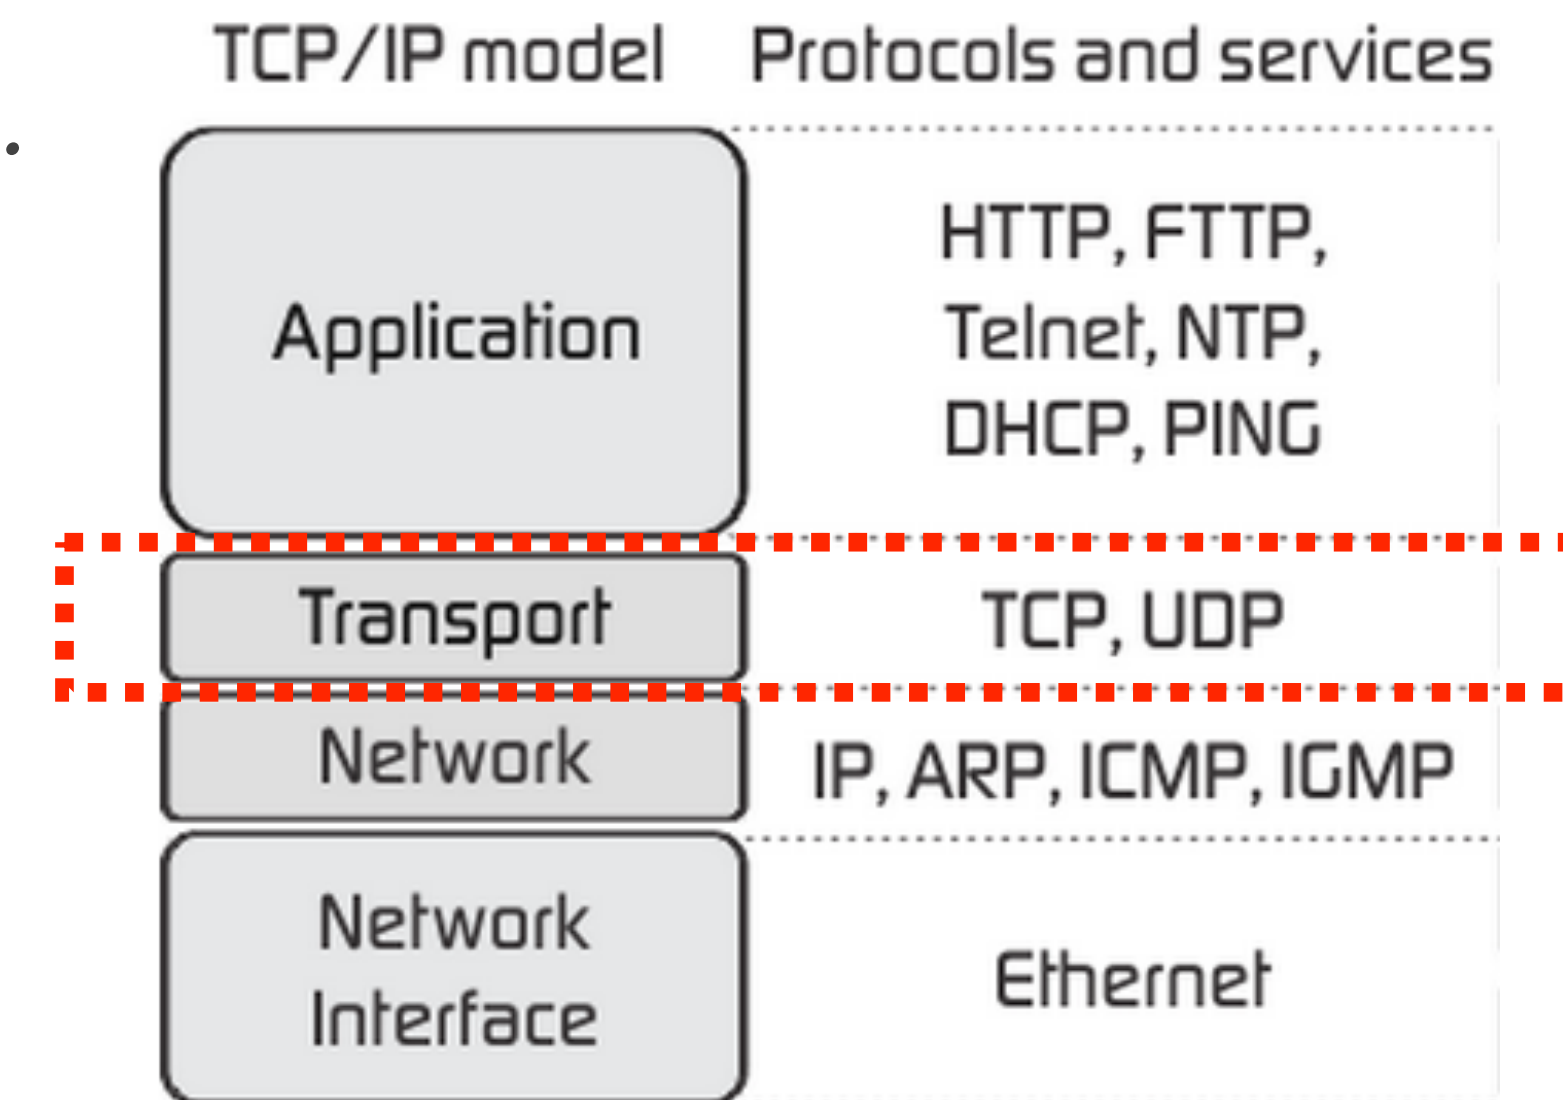 TCP/IP model Protocols and services
Application
HTTP, FTTP,
Telnet, NTP,
DHCP, PING
Transport
TCP, UDP
Network
IP, ARP, ICMP, IGMP
Network
Interface
Ethernet